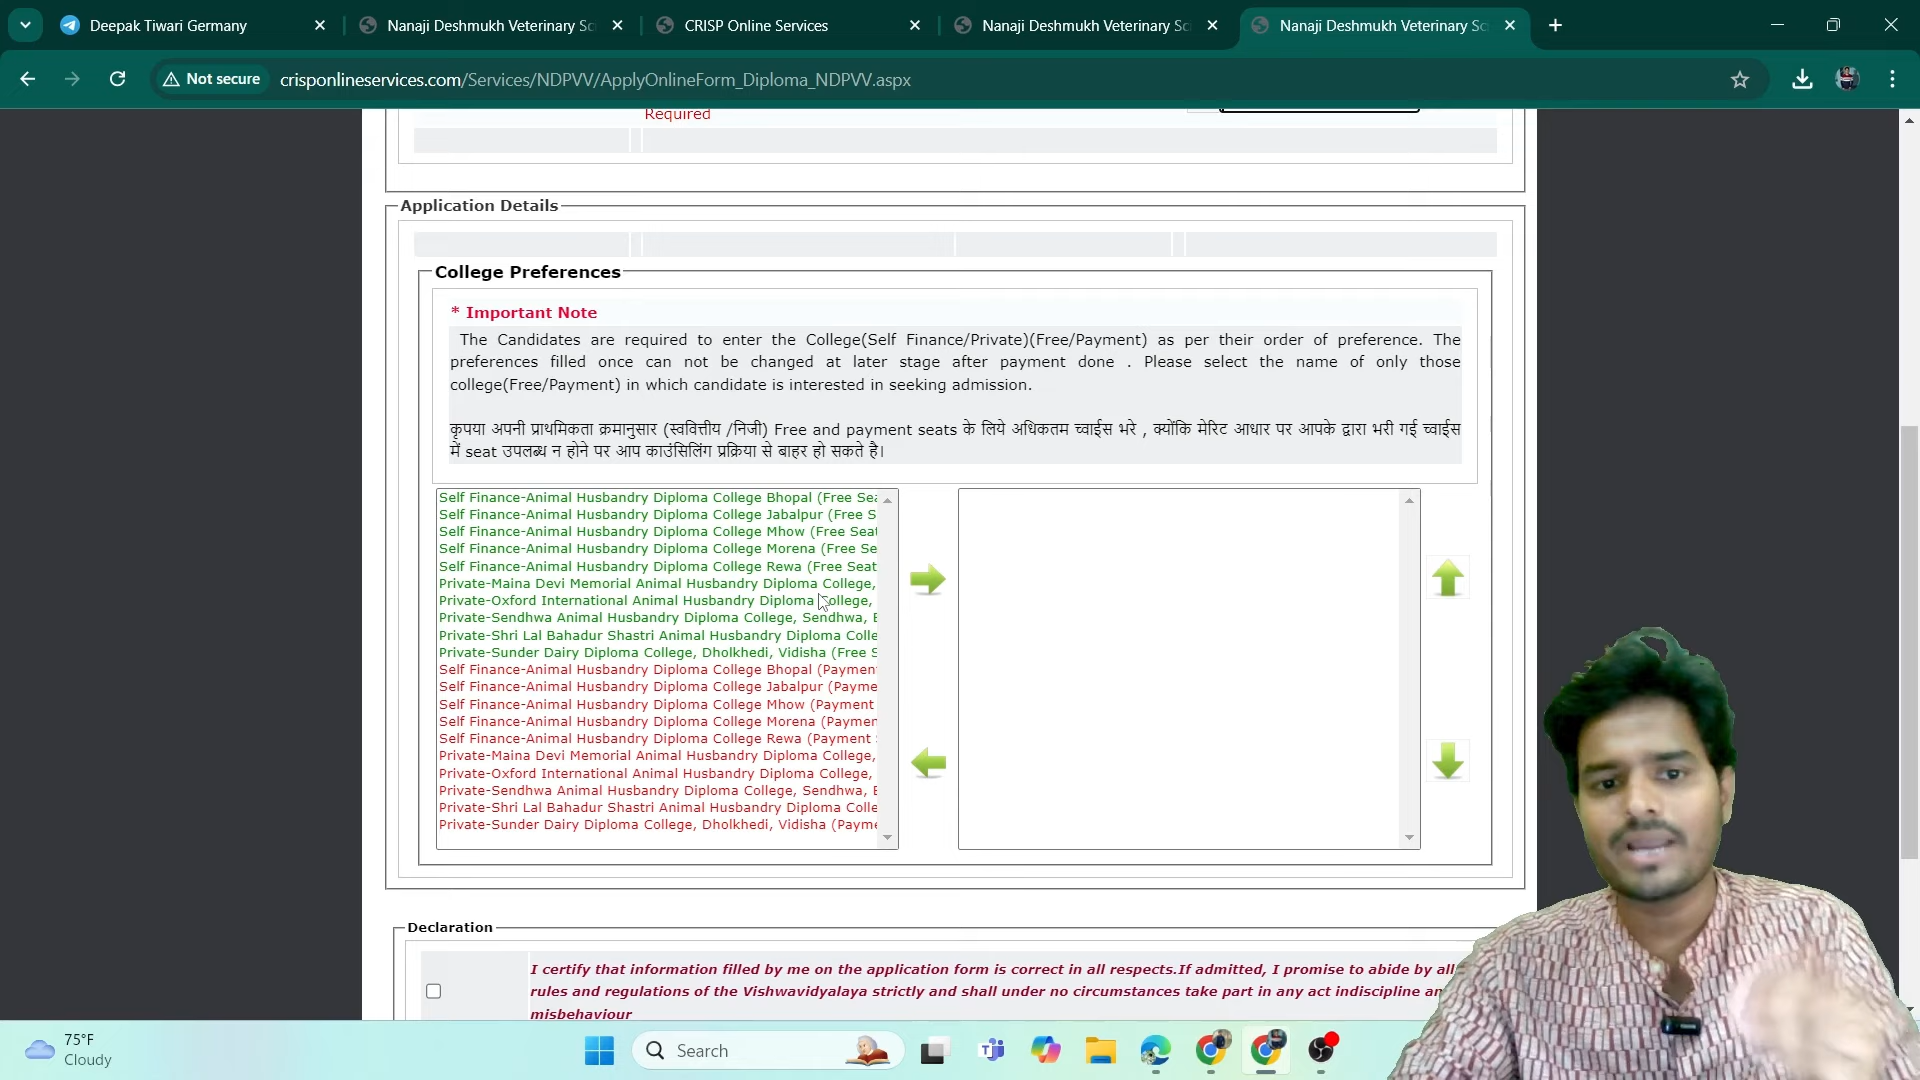 Deepak Tiwari Germany
Nanaji Deshmukh Veterinary Sc
CRISP Online Services
Nanaji Deshmukh Veterinary Sc
Nanaji Deshmukh Veterinary Sc
Not secure
crisponlineservices.com/Services/NDPVV/ApplyOnlineForm_Diploma_NDPVV.aspx
Required
Application Details
College Preferences
* Important Note
The Candidates are required to enter the College(Self Finance/Private)(Free/Payment) as per their order of preference. The
preferences filled once can not be changed at later stage after payment done . Please select the name of only those
college(Free/Payment) in which candidate is interested in seeking admission.
कृपया अपनी प्राथमिकता क्रमानुसार (स्ववित्तीय /निजी) Free and payment seats के लिये अधिकतम च्वाईस भरे , क्योंकि मेरिट आधार पर आपके द्वारा भरी गई च्वाईस
में seat उपलब्ध न होने पर आप काउंसिलिंग प्रक्रिया से बाहर हो सकते है।
Self Finance-Animal Husbandry Diploma College Bhopal (Free Sea
Self Finance-Animal Husbandry Diploma College Jabalpur (Free S
Self Finance-Animal Husbandry Diploma College Mhow (Free Seat
Self Finance-Animal Husbandry Diploma College Morena (Free Se
Self Finance-Animal Husbandry Diploma College Rewa (Free Seat
Private-Maina Devi Memorial Animal Husbandry Diploma College,
Private-Oxford International Animal Husbandry Diploma College,
Private-Sendhwa Animal Husbandry Diploma College, Sendhwa, B
Private-Shri Lal Bahadur Shastri Animal Husbandry Diploma Colle
Private-Sunder Dairy Diploma College, Dholkhedi, Vidisha (Free S
Self Finance-Animal Husbandry Diploma College Bhopal (Payment
Self Finance-Animal Husbandry Diploma College Jabalpur (Payme
Self Finance-Animal Husbandry Diploma College Mhow (Payment
Self Finance-Animal Husbandry Diploma College Morena (Paymen
Self Finance-Animal Husbandry Diploma College Rewa (Payment
Private-Maina Devi Memorial Animal Husbandry Diploma College,
Private-Oxford International Animal Husbandry Diploma College,
Private-Sendhwa Animal Husbandry Diploma College, Sendhwa, B
Private-Shri Lal Bahadur Shastri Animal Husbandry Diploma Colle
Private-Sunder Dairy Diploma College, Dholkhedi, Vidisha (Payme
Declaration
I certify that information filled by me on the application form is correct in all respects.If admitted, I promise to abide by all
rules and regulations of the Vishwavidyalaya strictly and shall under no circumstances take part in any act indiscipline an
misbehaviour
75°F
Cloudy
Search